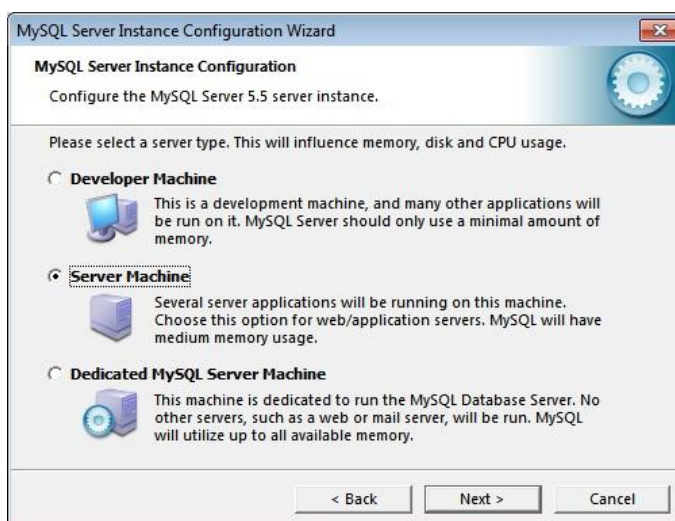 MySQL Server Instance Configuration Wizard
MySQL Server Instance Configuration
Configure the MySQL Server 5.5 server instance.
Please select a server type. This will influence memory, disk and CPU usage.
Developer Machine
This is a development machine, and many other applications will
be run on it. MySQL Server should only use a minimal amount of
memory.
Server Machine
Several server applications will be running on this machine.
Choose this option for web/application servers. MySQL will have
medium memory usage.
Dedicated MySQL Server Machine
This machine is dedicated to run the MySQL Database Server. No
other servers, such as a web or mail server, will be run. MySQL
will utilize up to all available memory.
< Back Next > Cancel